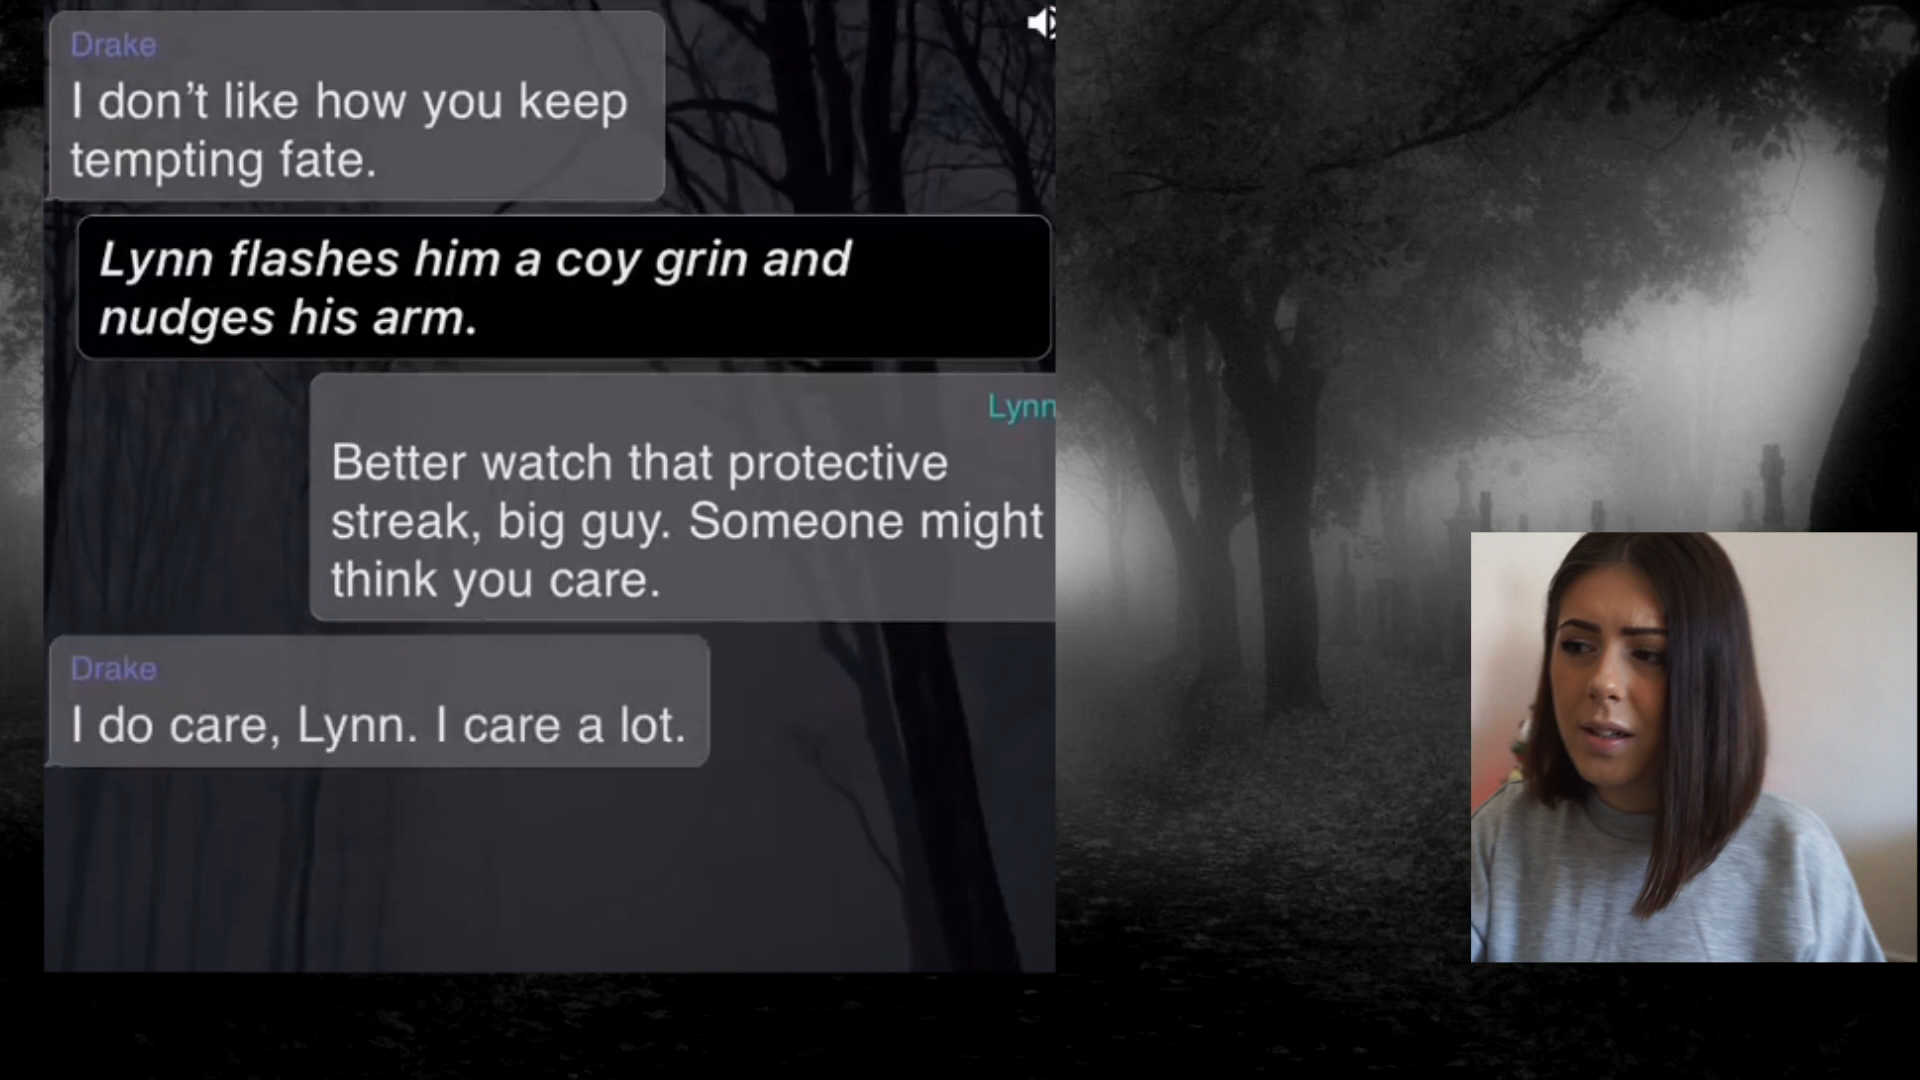 Drake
I don’t like how you keep
tempting fate.
Lynn flashes him a coy grin and
nudges his arm.
Lynn
Better watch that protective
streak, big guy. Someone might
think you care.
Drake
I do care, Lynn. I care a lot.